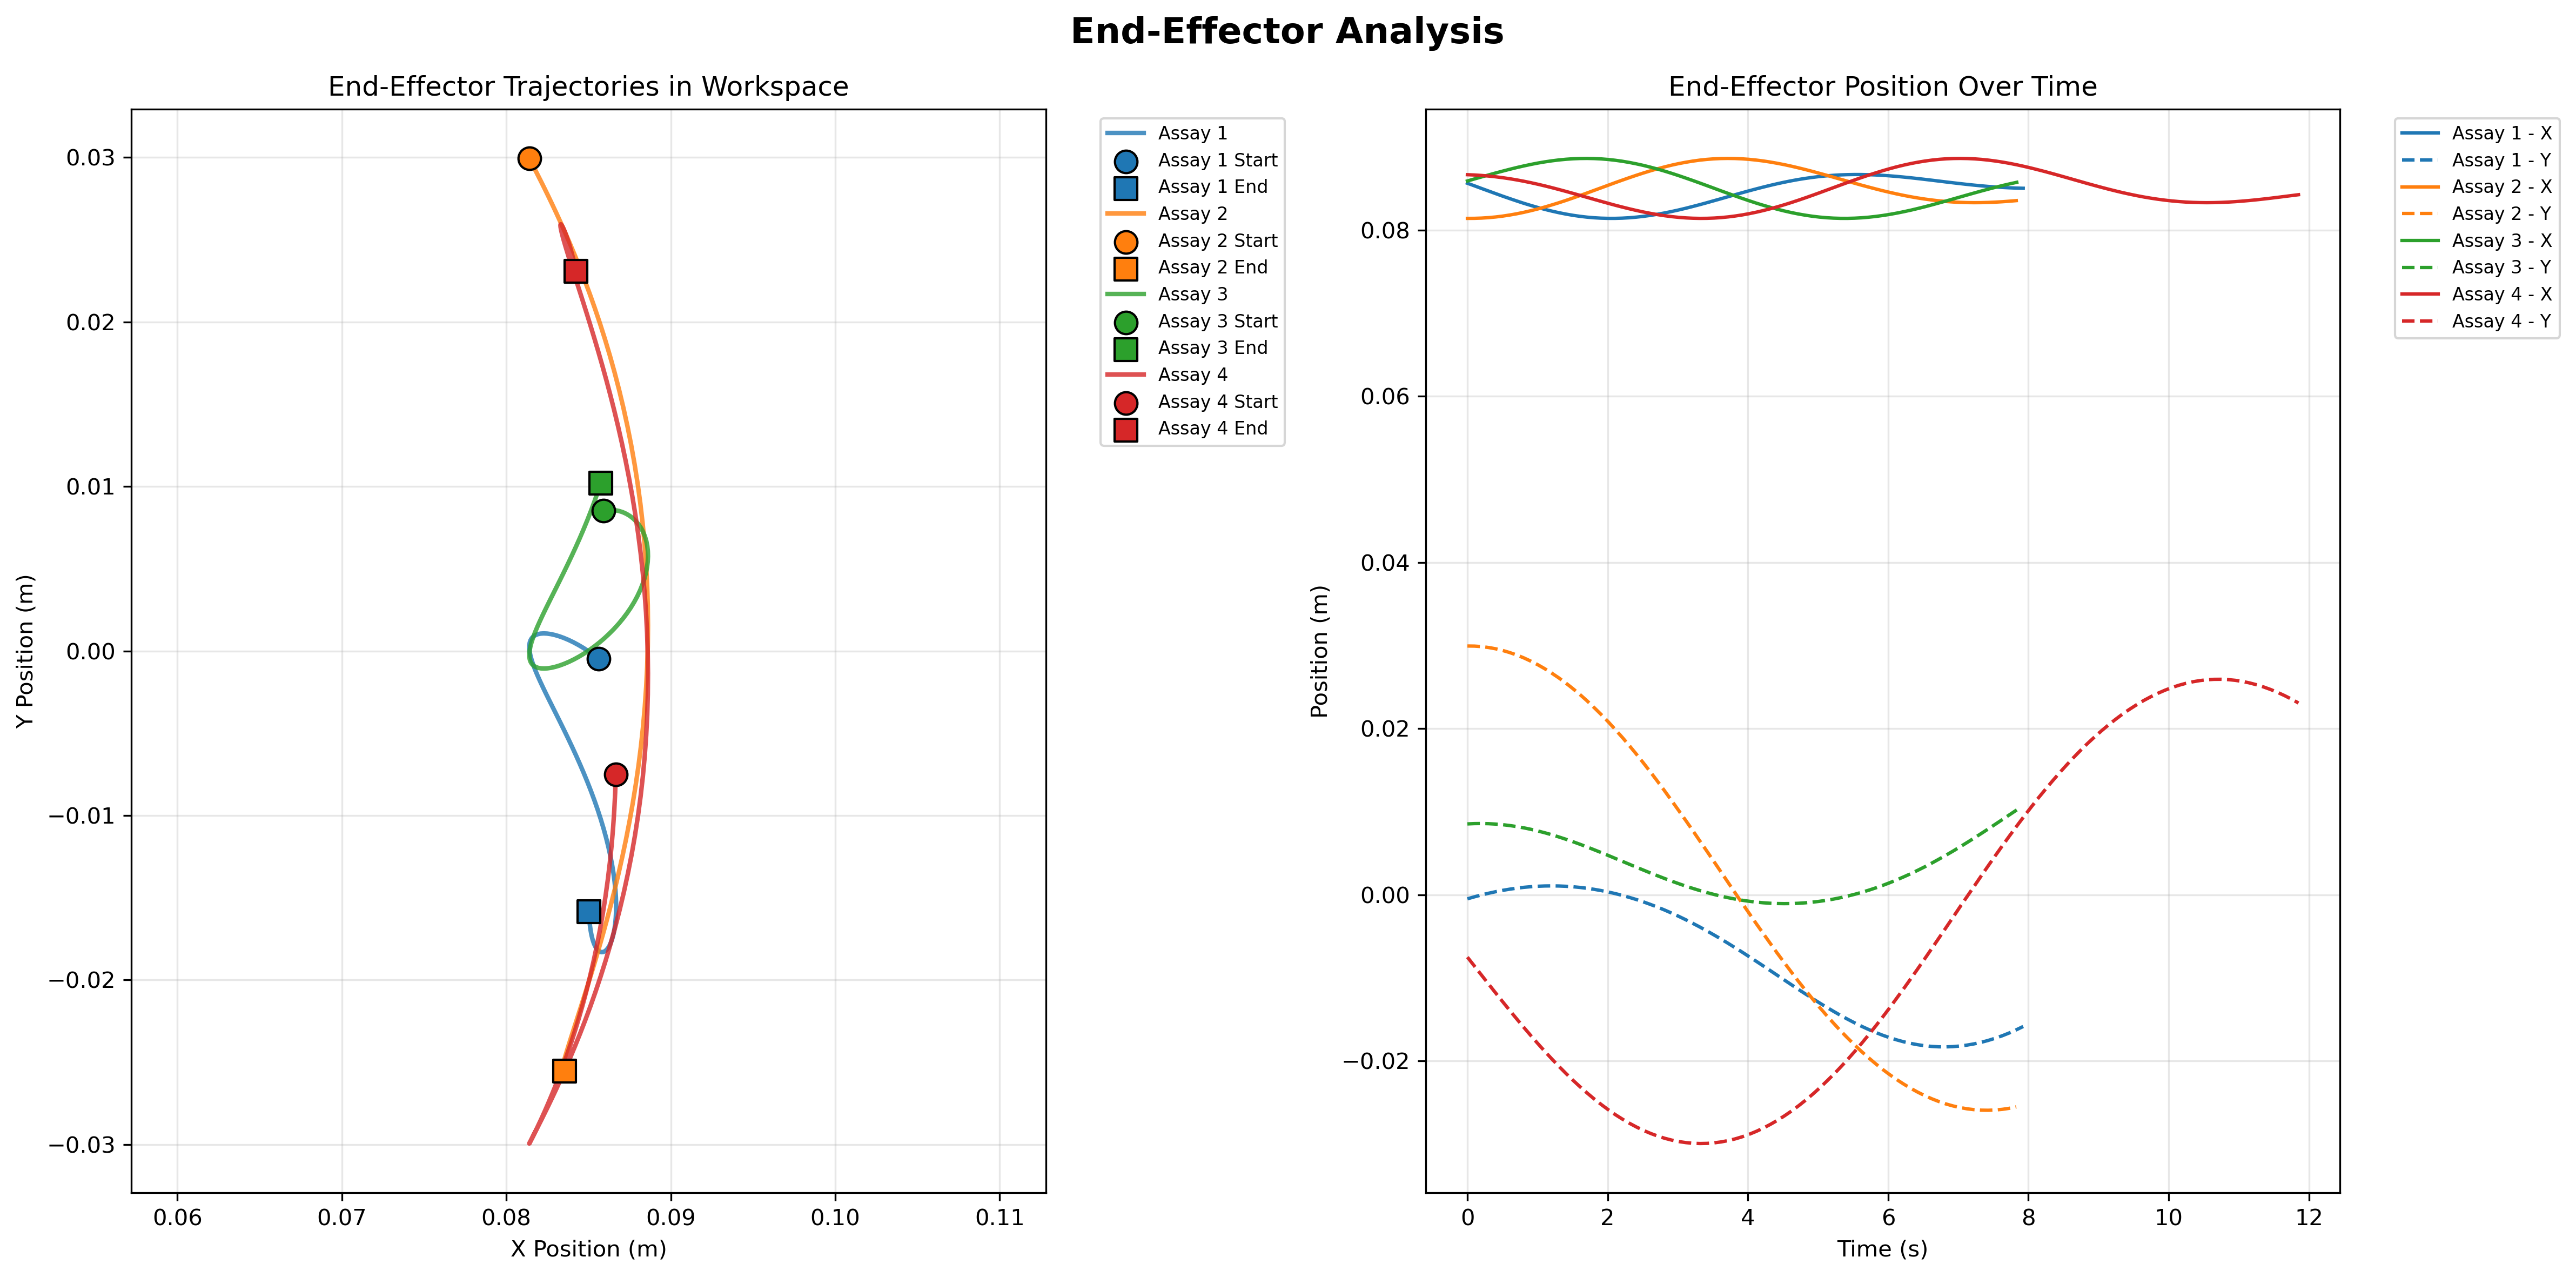 End-Effector Analysis
End-Effector Trajectories in Workspace
0.03
0.02
0.01
0.00
−0.01
−0.02
−0.03
Y Position (m)
0.06 0.07 0.08 0.09 0.10 0.11
X Position (m)
Assay 1
Assay 1 Start
Assay 1 End
Assay 2
Assay 2 Start
Assay 2 End
Assay 3
Assay 3 Start
Assay 3 End
Assay 4
Assay 4 Start
Assay 4 End
End-Effector Position Over Time
0.08
0.06
0.04
0.02
0.00
−0.02
Position (m)
0 2 4 6 8 10 12
Time (s)
Assay 1 - X
Assay 1 - Y
Assay 2 - X
Assay 2 - Y
Assay 3 - X
Assay 3 - Y
Assay 4 - X
Assay 4 - Y